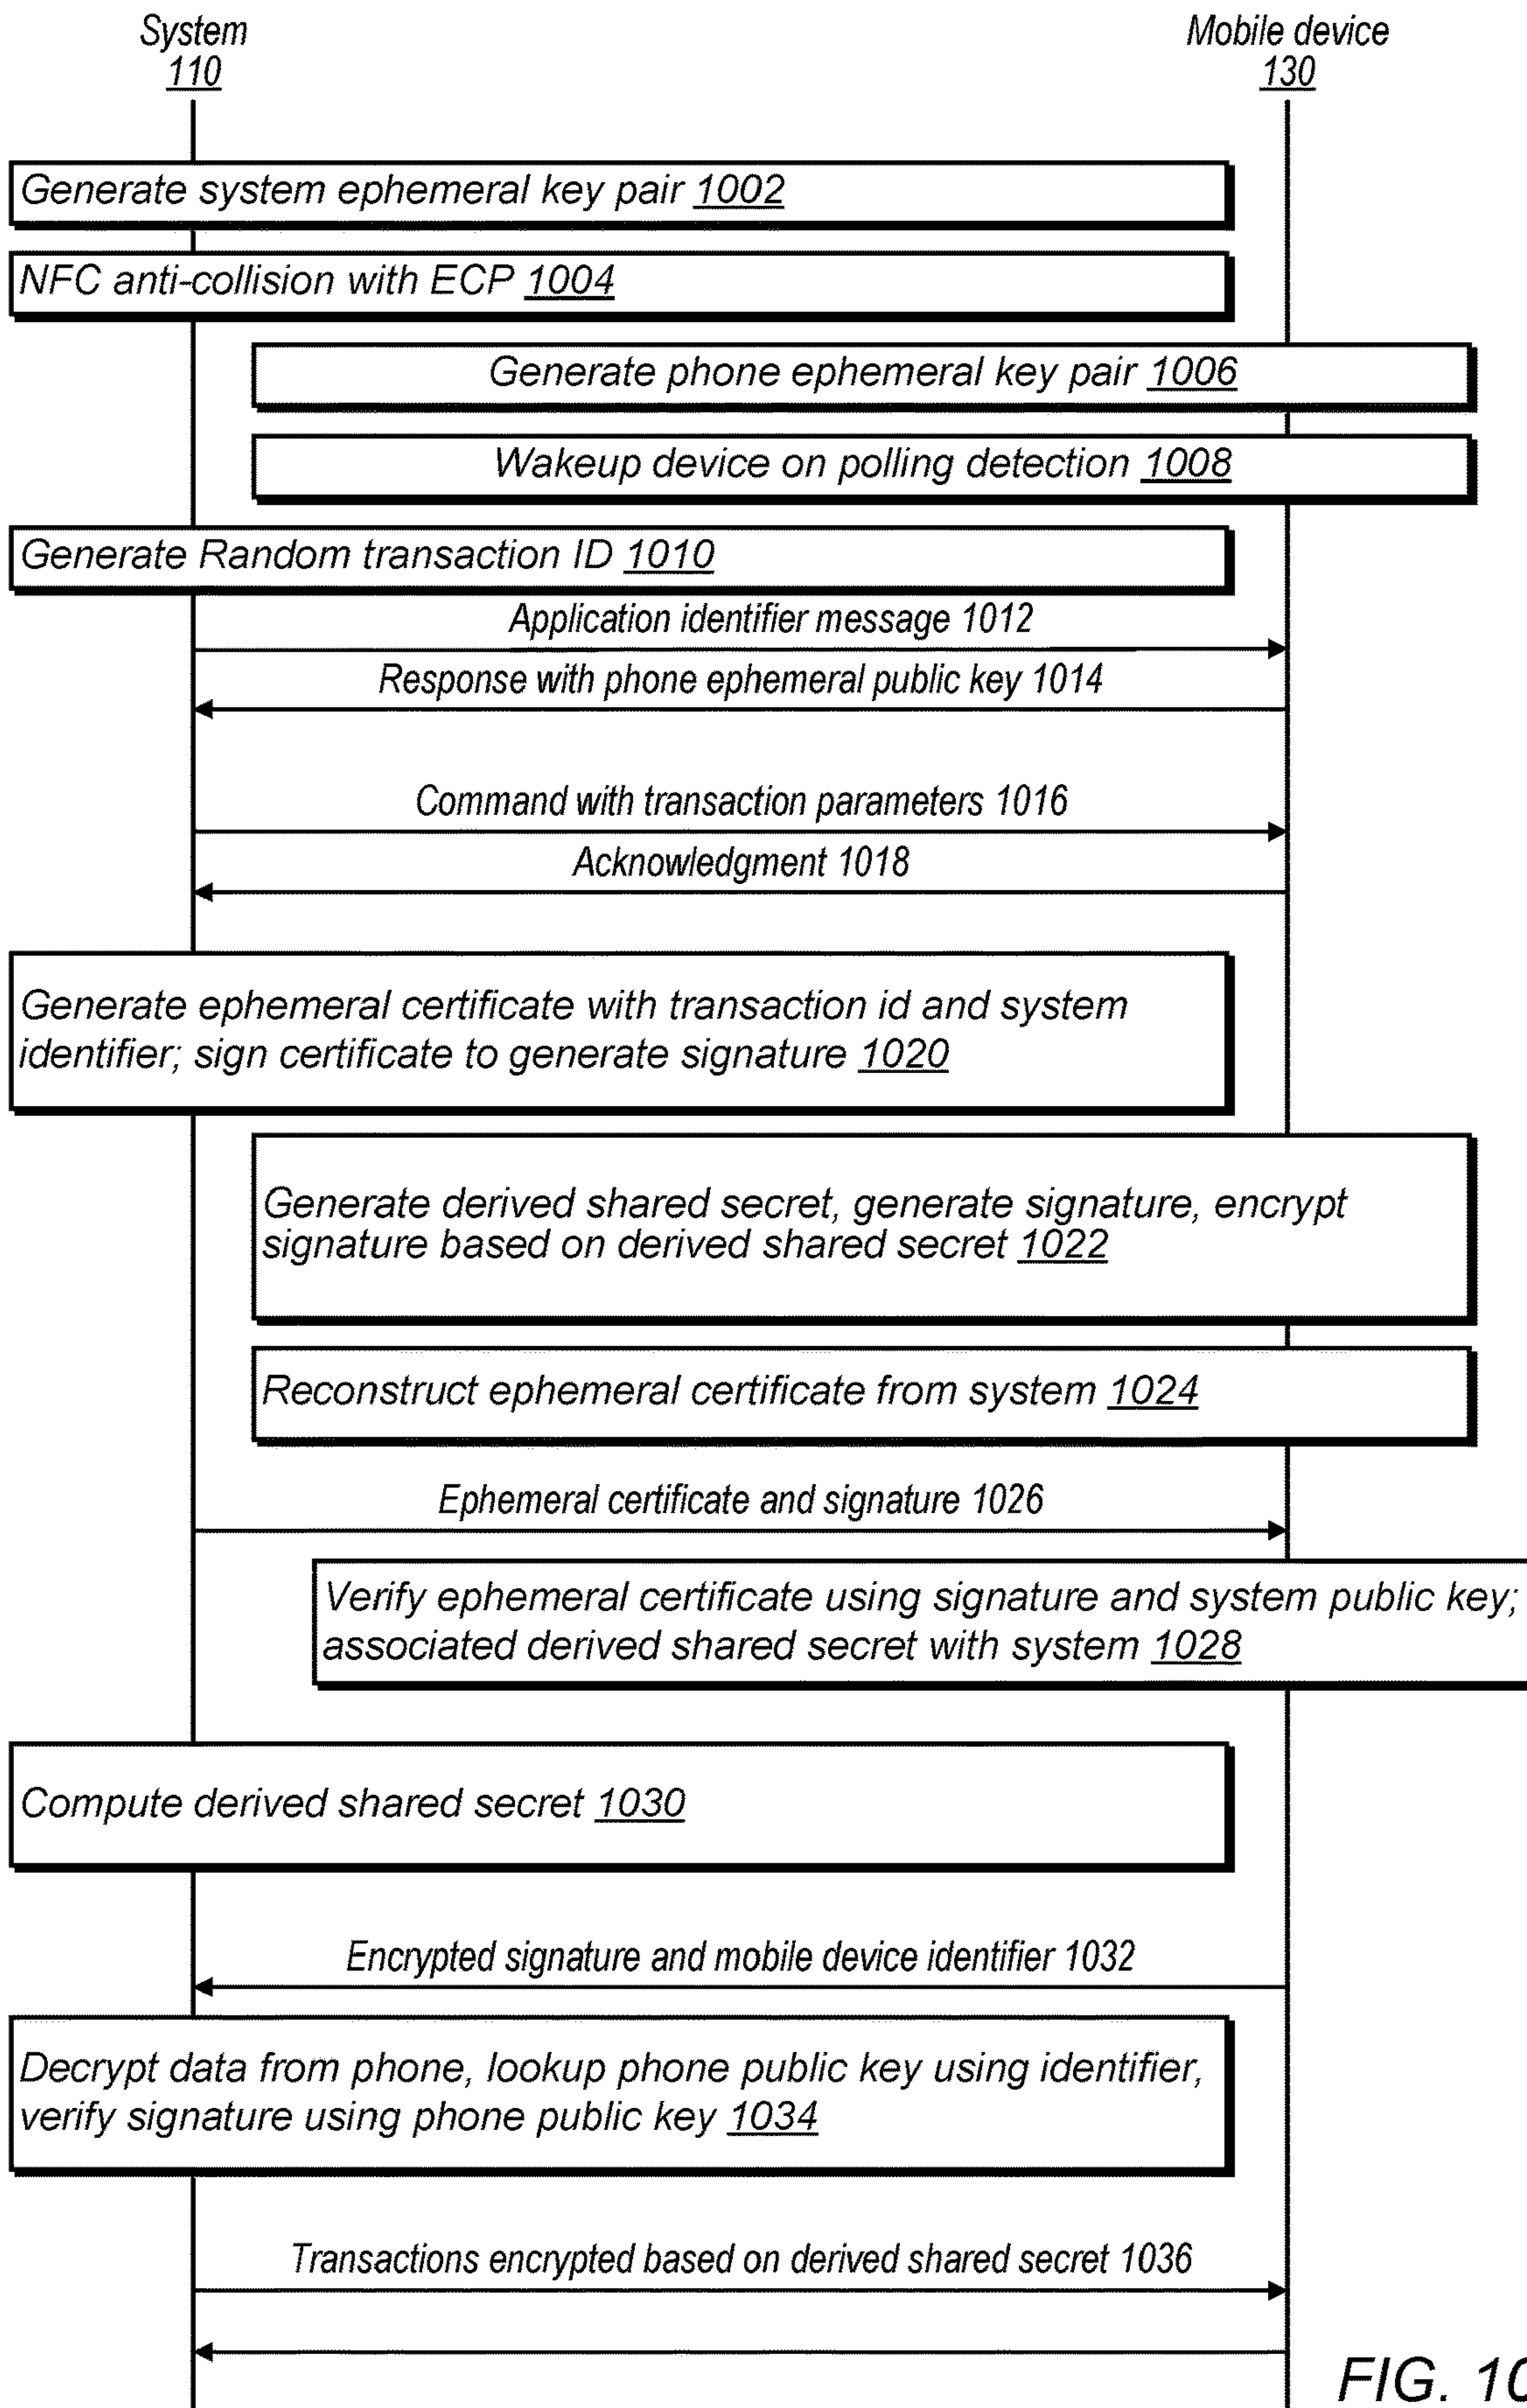 System
110
Mobile device
130
Generate system ephemeral key pair 1002
NFC anti-collision with ECP 1004
Generate phone ephemeral key pair 1006
Wakeup device on polling detection 1008
Generate Random transaction ID 1010
Application identifier message 1012
Response with phone ephemeral public key 1014
Command with transaction parameters 1016
Acknowledgment 1018
Generate ephemeral certificate with transaction id and system
identifier; sign certificate to generate signature 1020
Generate derived shared secret, generate signature, encrypt
signature based on derived shared secret 1022
Reconstruct ephemeral certificate from system 1024
Ephemeral certificate and signature 1026
Verify ephemeral certificate using signature and system public key;
associated derived shared secret with system 1028
Compute derived shared secret 1030
Encrypted signature and mobile device identifier 1032
Decrypt data from phone, lookup phone public key using identifier,
verify signature using phone public key 1034
Transactions encrypted based on derived shared secret 1036
FIG. 10